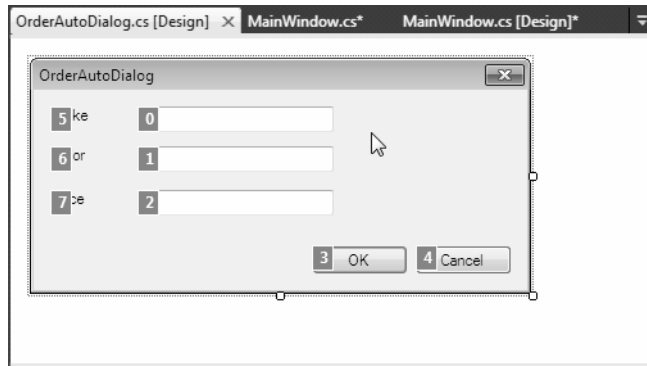 OrderAutoDialog.cs [Design] × MainWindow.cs* MainWindow.cs [Design]*
OrderAutoDialog
5 ke 0
6 or 1
7 ce 2
3 OK 4 Cancel